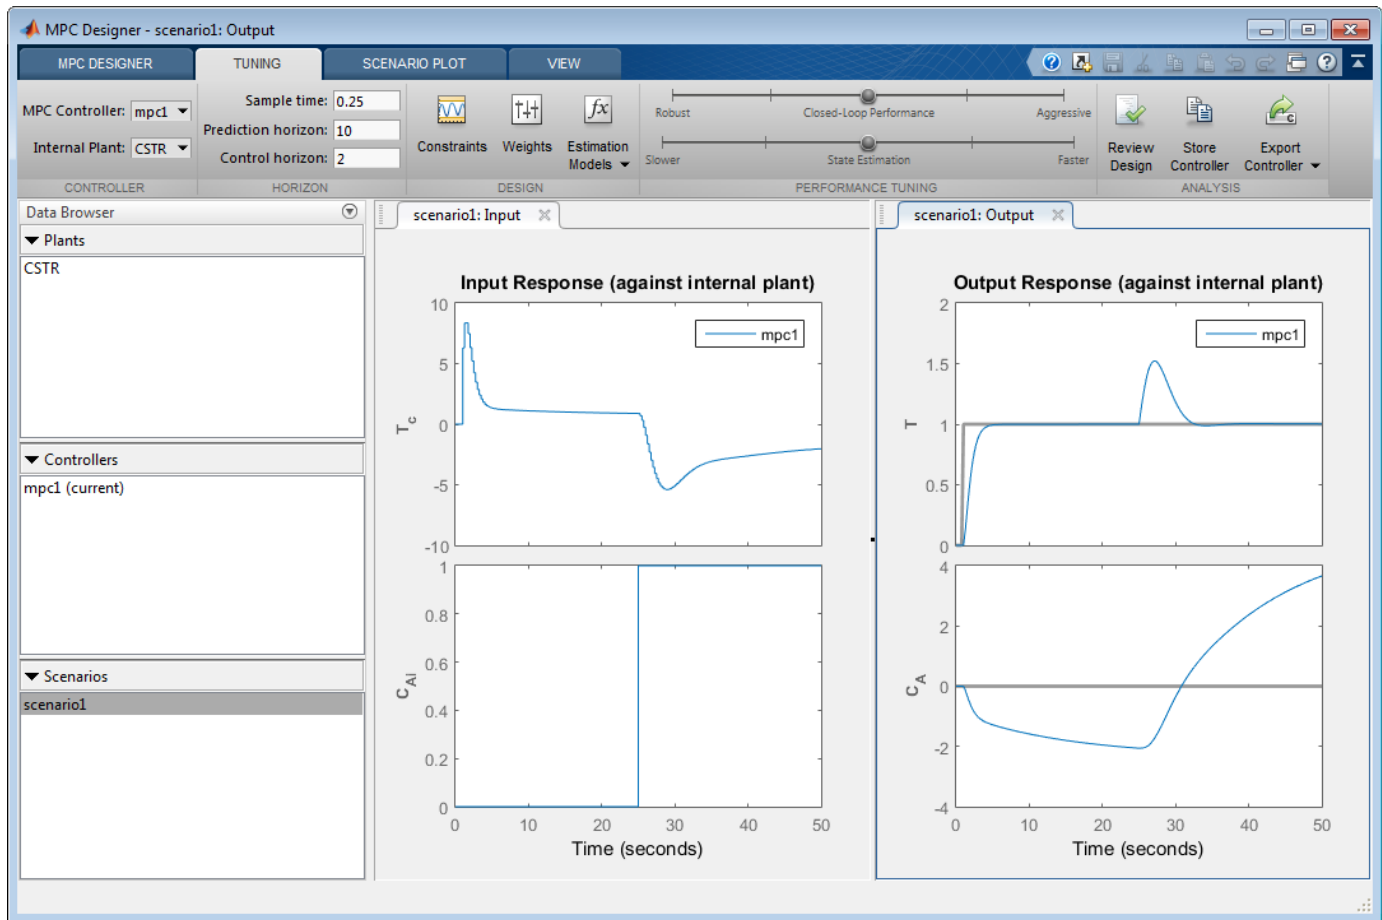 MPC Designer - scenario1: Output
MPC DESIGNER TUNING SCENARIO PLOT VIEW
MPC Controller: mpc1
Internal Plant: CSTR
CONTROLLER
Sample time: 0.25
Prediction horizon: 10
Control horizon: 2
HORIZON
Constraints
Weights
fx
Estimation
Models
DESIGN
Robust Closed-Loop Performance Aggressive
Slower State Estimation Faster
PERFORMANCE TUNING
Review
Design
Store
Controller
C
Export
Controller
ANALYSIS
Data Browser
Plants
CSTR
Controllers
mpc1 (current)
Scenarios
scenario1
scenario1: Input
Input Response (against internal plant)
mpc1
10
5
0
-5
-10
Tc
1
0.8
0.6
0.4
0.2
0
CAi
0 10 20 30 40 50
Time (seconds)
scenario1: Output
Output Response (against internal plant)
mpc1
2
1.5
1
0.5
0
T
4
2
0
-2
-4
CA
0 10 20 30 40 50
Time (seconds)